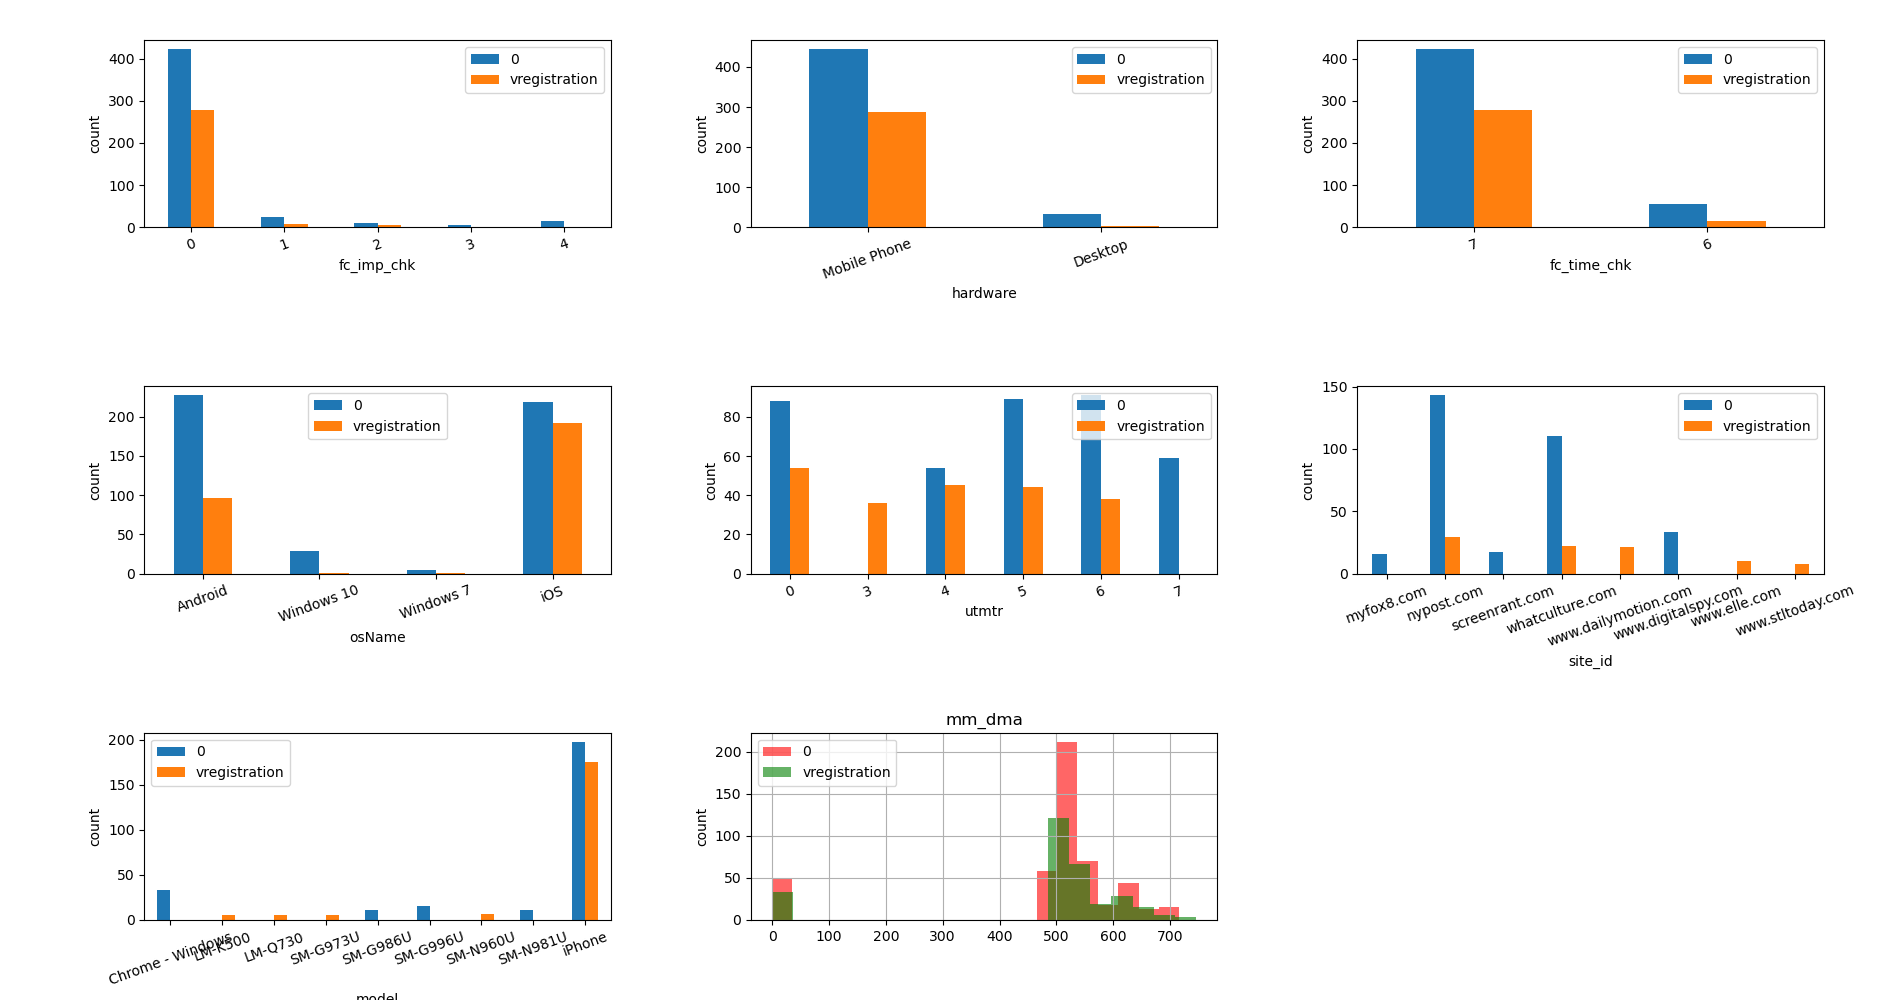 400
300
200
100
0
count
0
vregistration
0
1
2
3
4
fc_imp_chk
400
300
200
100
0
count
0
vregistration
Mobile Phone
Desktop
hardware
400
300
200
100
0
count
0
vregistration
7
6
fc_time_chk
200
150
100
50
0
count
0
vregistration
Android
Windows 10
Windows 7
iOS
osName
80
60
40
20
0
count
0
vregistration
0
3
4
5
6
7
utmtr
150
100
50
0
count
0
vregistration
myfox8.com
nypost.com
screenrant.com
whatculture.com
www.dailymotion.com
www.digitalspy.com
www.elle.com
www.stltoday.com
site_id
200
150
100
50
0
count
0
vregistration
Chrome - Windows
LM-K500
LM-Q730
SM-G973U
SM-G986U
SM-G996U
SM-N960U
SM-N981U
iPhone
model
mm_dma
200
150
100
50
0
count
0
vregistration
0
100
200
300
400
500
600
700